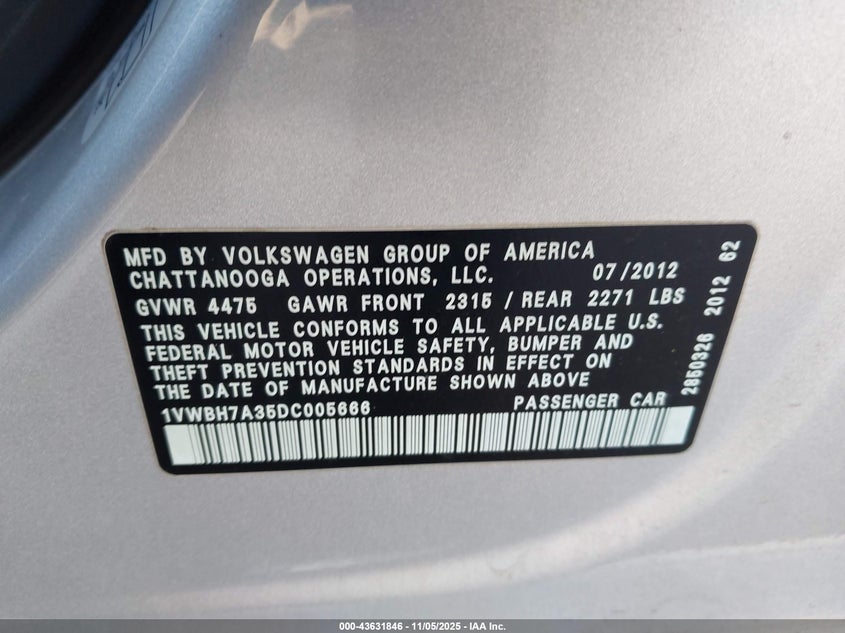 MFD BY VOLKSWAGEN GROUP OF AMERICA
CHATTANOOGA OPERATIONS, LLC. 07/2012
GVWR 4475 GAWR FRONT 2315 / REAR 2271 LBS
THIS VEHICLE CONFORMS TO ALL APPLICABLE U.S.
FEDERAL MOTOR VEHICLE SAFETY, BUMPER AND
THEFT PREVENTION STANDARDS IN EFFECT ON
THE DATE OF MANUFACTURE SHOWN ABOVE
1VWBH7A35DC005666 PASSENGER CAR
2850326 2012 62
000-43631846 - 11/05/2025 - IAA Inc.